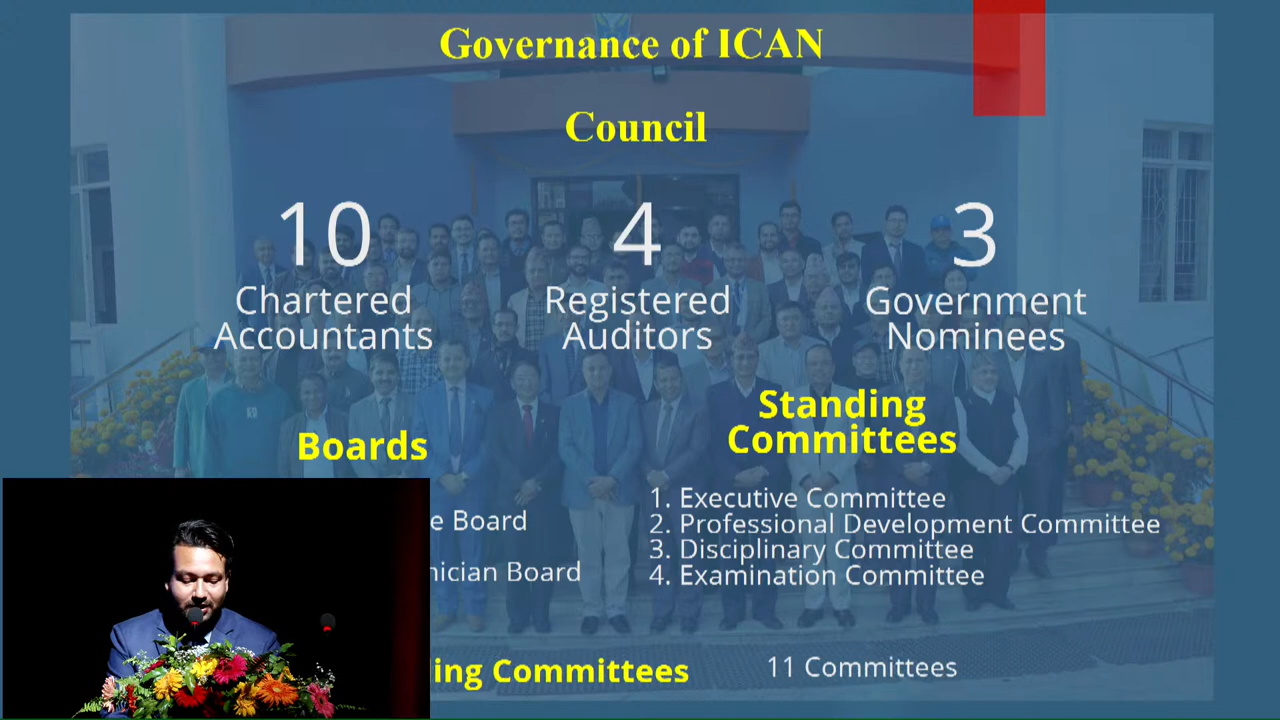 Governance of ICAN
Council
10
Chartered
Accountants
4
Registered
Auditors
3
Government
Nominees
Boards
e Board
nician Board
Standing
Committees
1. Executive Committee
2. Professional Development Committee
3. Disciplinary Committee
4. Examination Committee
ing Committees
11 Committees